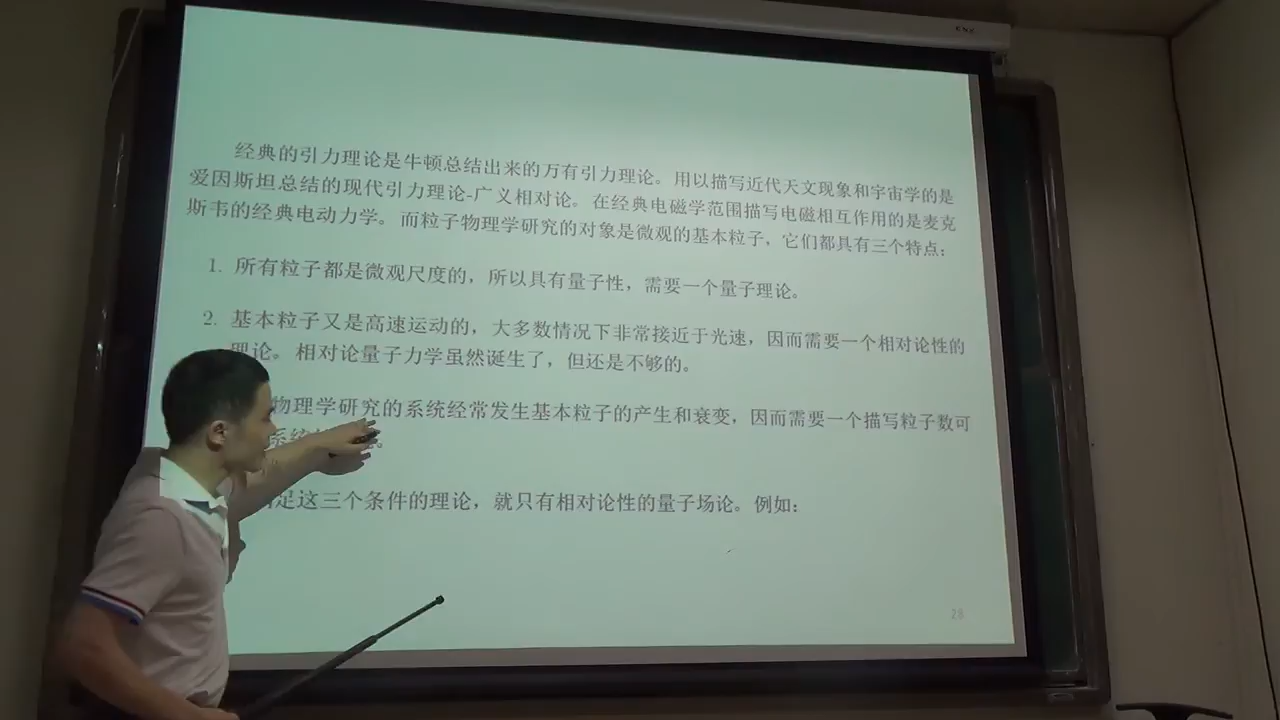 经典的引力理论是牛顿总结出来的万有引力理论。用以描写近代天文现象和宇宙学的是
爱因斯坦总结的现代引力理论-广义相对论。在经典电磁学范围描写电磁相互作用的是麦克
斯韦的经典电动力学。而粒子物理学研究的对象是微观的基本粒子，它们都具有三个特点：
1. 所有粒子都是微观尺度的，所以具有量子性，需要一个量子理论。
2. 基本粒子又是高速运动的，大多数情况下非常接近于光速，因而需要一个相对论性的
理论。相对论量子力学虽然诞生了，但还是不够的。
物理学研究的系统经常发生基本粒子的产生和衰变，因而需要一个描写粒子数可
系统
足这三个条件的理论，就只有相对论性的量子场论。例如：
28